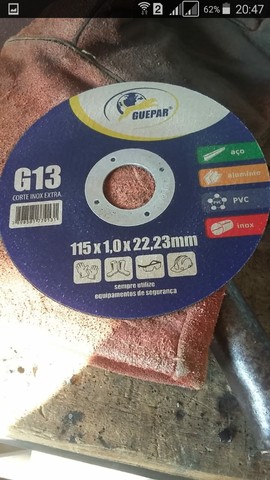 62% 20:47
GUEPAR
G13
CORTE INOX EXTRA
aço
alumínio
PVC
PVC
inox
115 x 1,0 x 22,23mm
sempre utilize
equipamentos de segurança